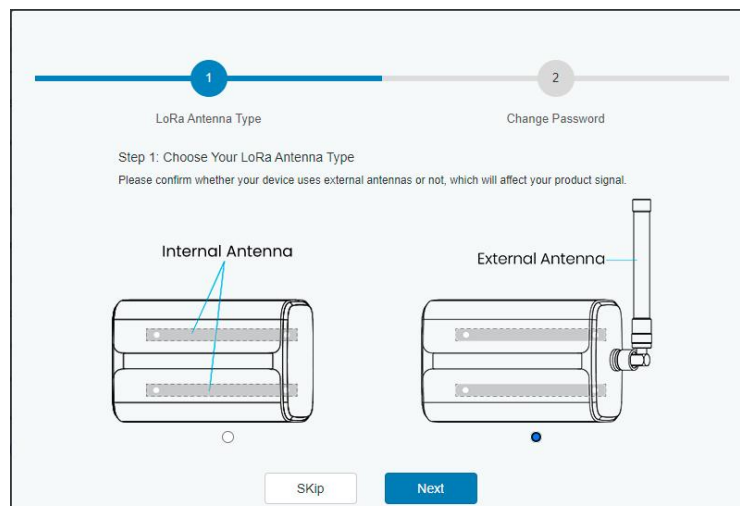 1
2
LoRa Antenna Type
Change Password
Step 1: Choose Your LoRa Antenna Type
Please confirm whether your device uses external antennas or not, which will affect your product signal.
Internal Antenna
External Antenna
SKip
Next